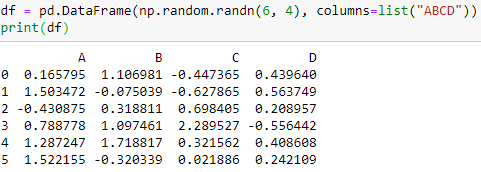 df = pd.DataFrame(np.random.randn(6, 4), columns=list("ABCD"))
print(df)
A B C D
0 0.165795 1.106981 -0.447365 0.439640
1 1.503472 -0.075039 -0.627865 0.563749
2 -0.430875 0.318811 0.698405 0.208957
3 0.788778 1.097461 2.289527 -0.556442
4 1.287247 1.718817 0.321562 0.408608
5 1.522155 -0.320339 0.021886 0.242109